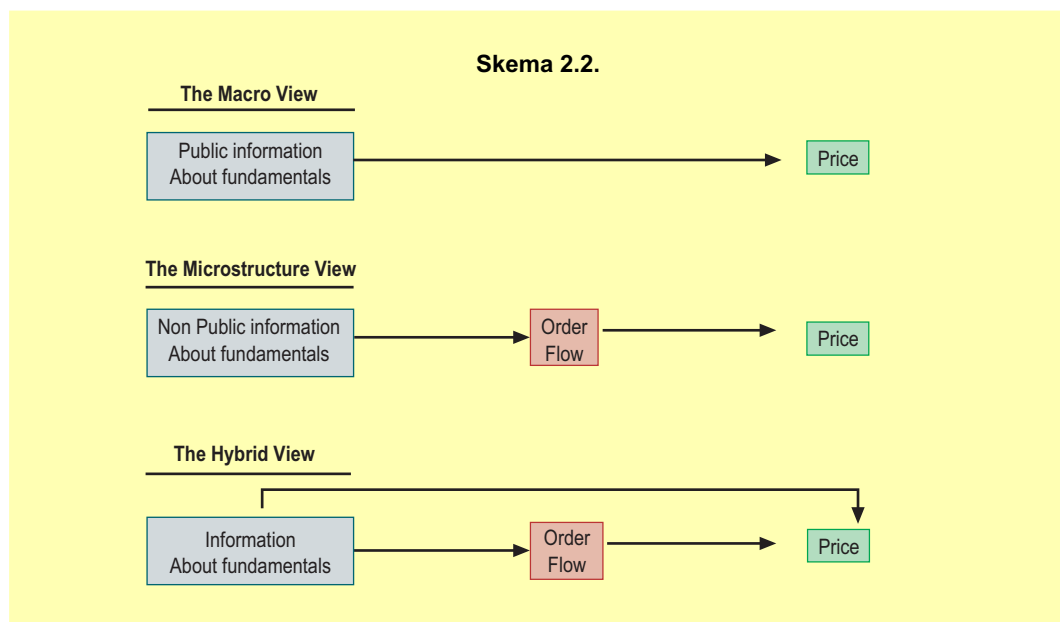 Skema 2.2.
The Macro View
Public information
About fundamentals
Price
The Microstructure View
Non Public information
About fundamentals
Order
Flow
Price
The Hybrid View
Information
About fundamentals
Order
Flow
Price